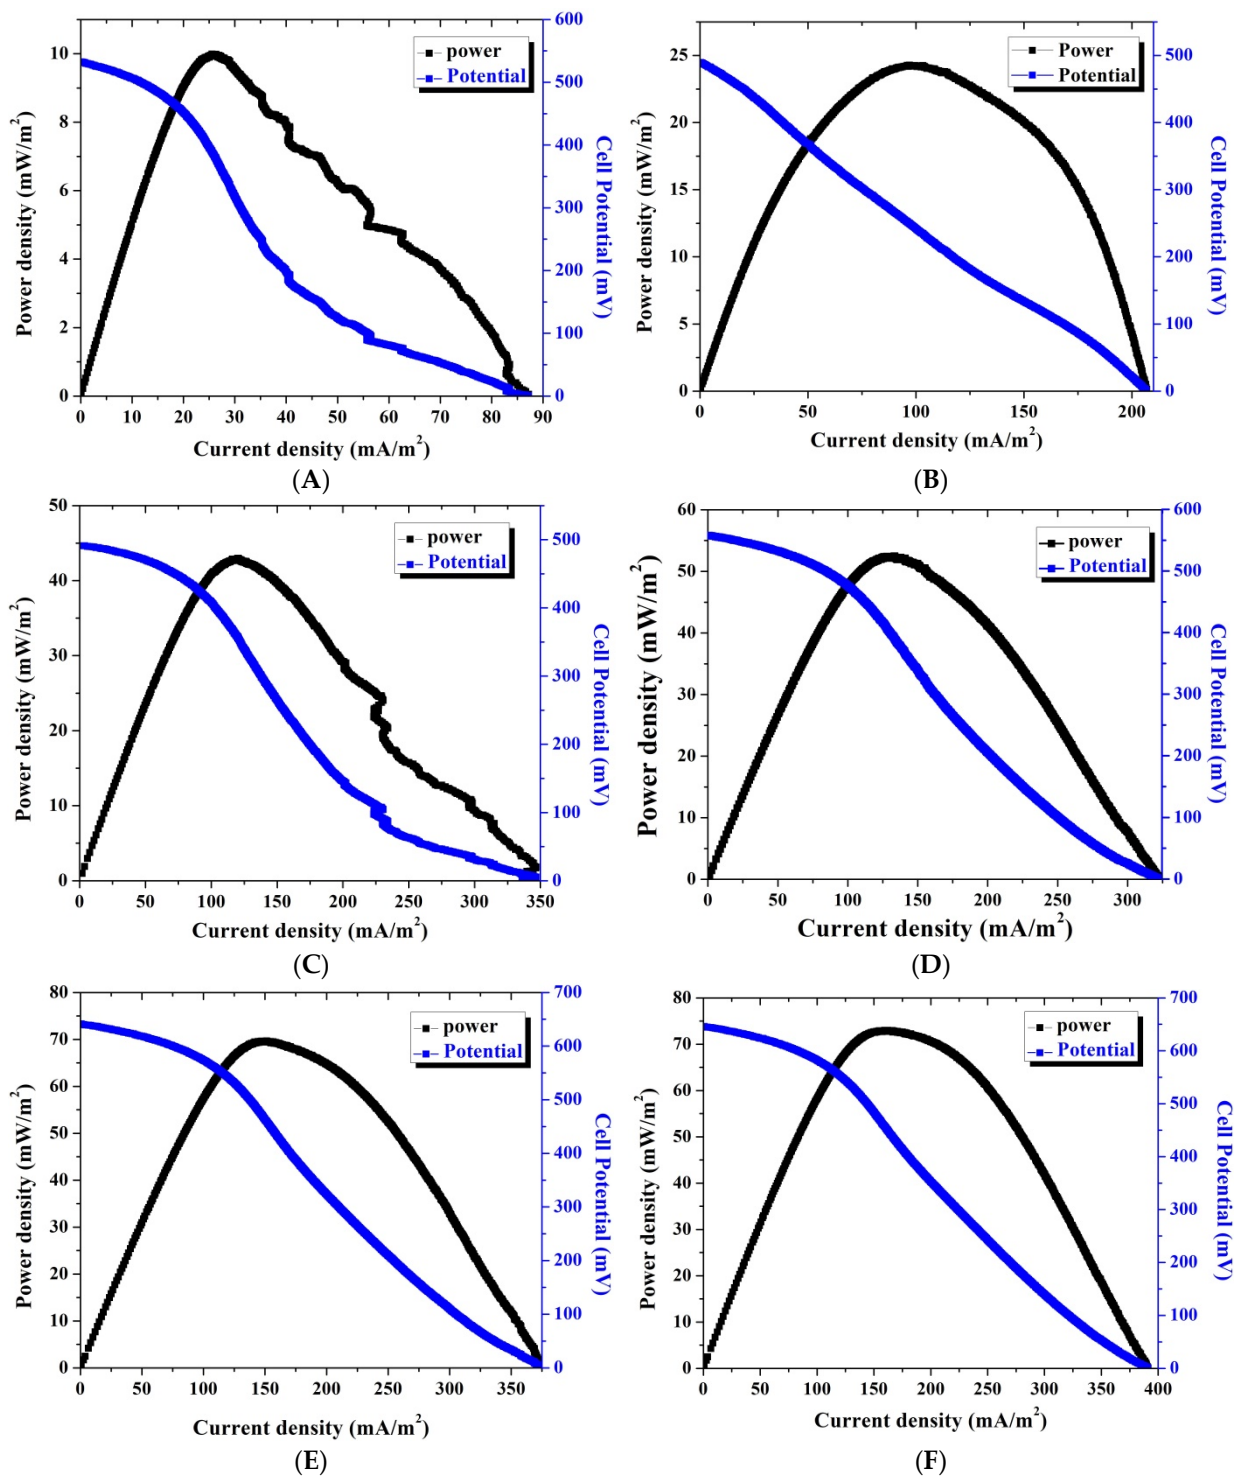 power
Potential
Power density (mW/m²)
Cell Potential (mV)
0 2 4 6 8 10
0 100 200 300 400 500 600
0 10 20 30 40 50 60 70 80 90
Current density (mA/m²)
(A)
Power
Potential
Power density (mW/m²)
Cell Potential (mV)
0 5 10 15 20 25
0 100 200 300 400 500
0 50 100 150 200
Current density (mA/m²)
(B)
power
Potential
Power density (mW/m²)
Cell Potential (mV)
0 10 20 30 40 50
0 100 200 300 400 500
0 50 100 150 200 250 300 350
Current density (mA/m²)
(C)
power
Potential
Power density (mW/m²)
Cell Potential (mV)
0 10 20 30 40 50 60
0 100 200 300 400 500 600
0 50 100 150 200 250 300
Current density (mA/m²)
(D)
power
Potential
Power density (mW/m²)
Cell Potential (mV)
0 10 20 30 40 50 60 70 80
0 100 200 300 400 500 600 700
0 50 100 150 200 250 300 350
Current density (mA/m²)
(E)
power
Potential
Power density (mW/m²)
Cell Potential (mV)
0 10 20 30 40 50 60 70 80
0 100 200 300 400 500 600 700
0 50 100 150 200 250 300 350 400
Current density (mA/m²)
(F)